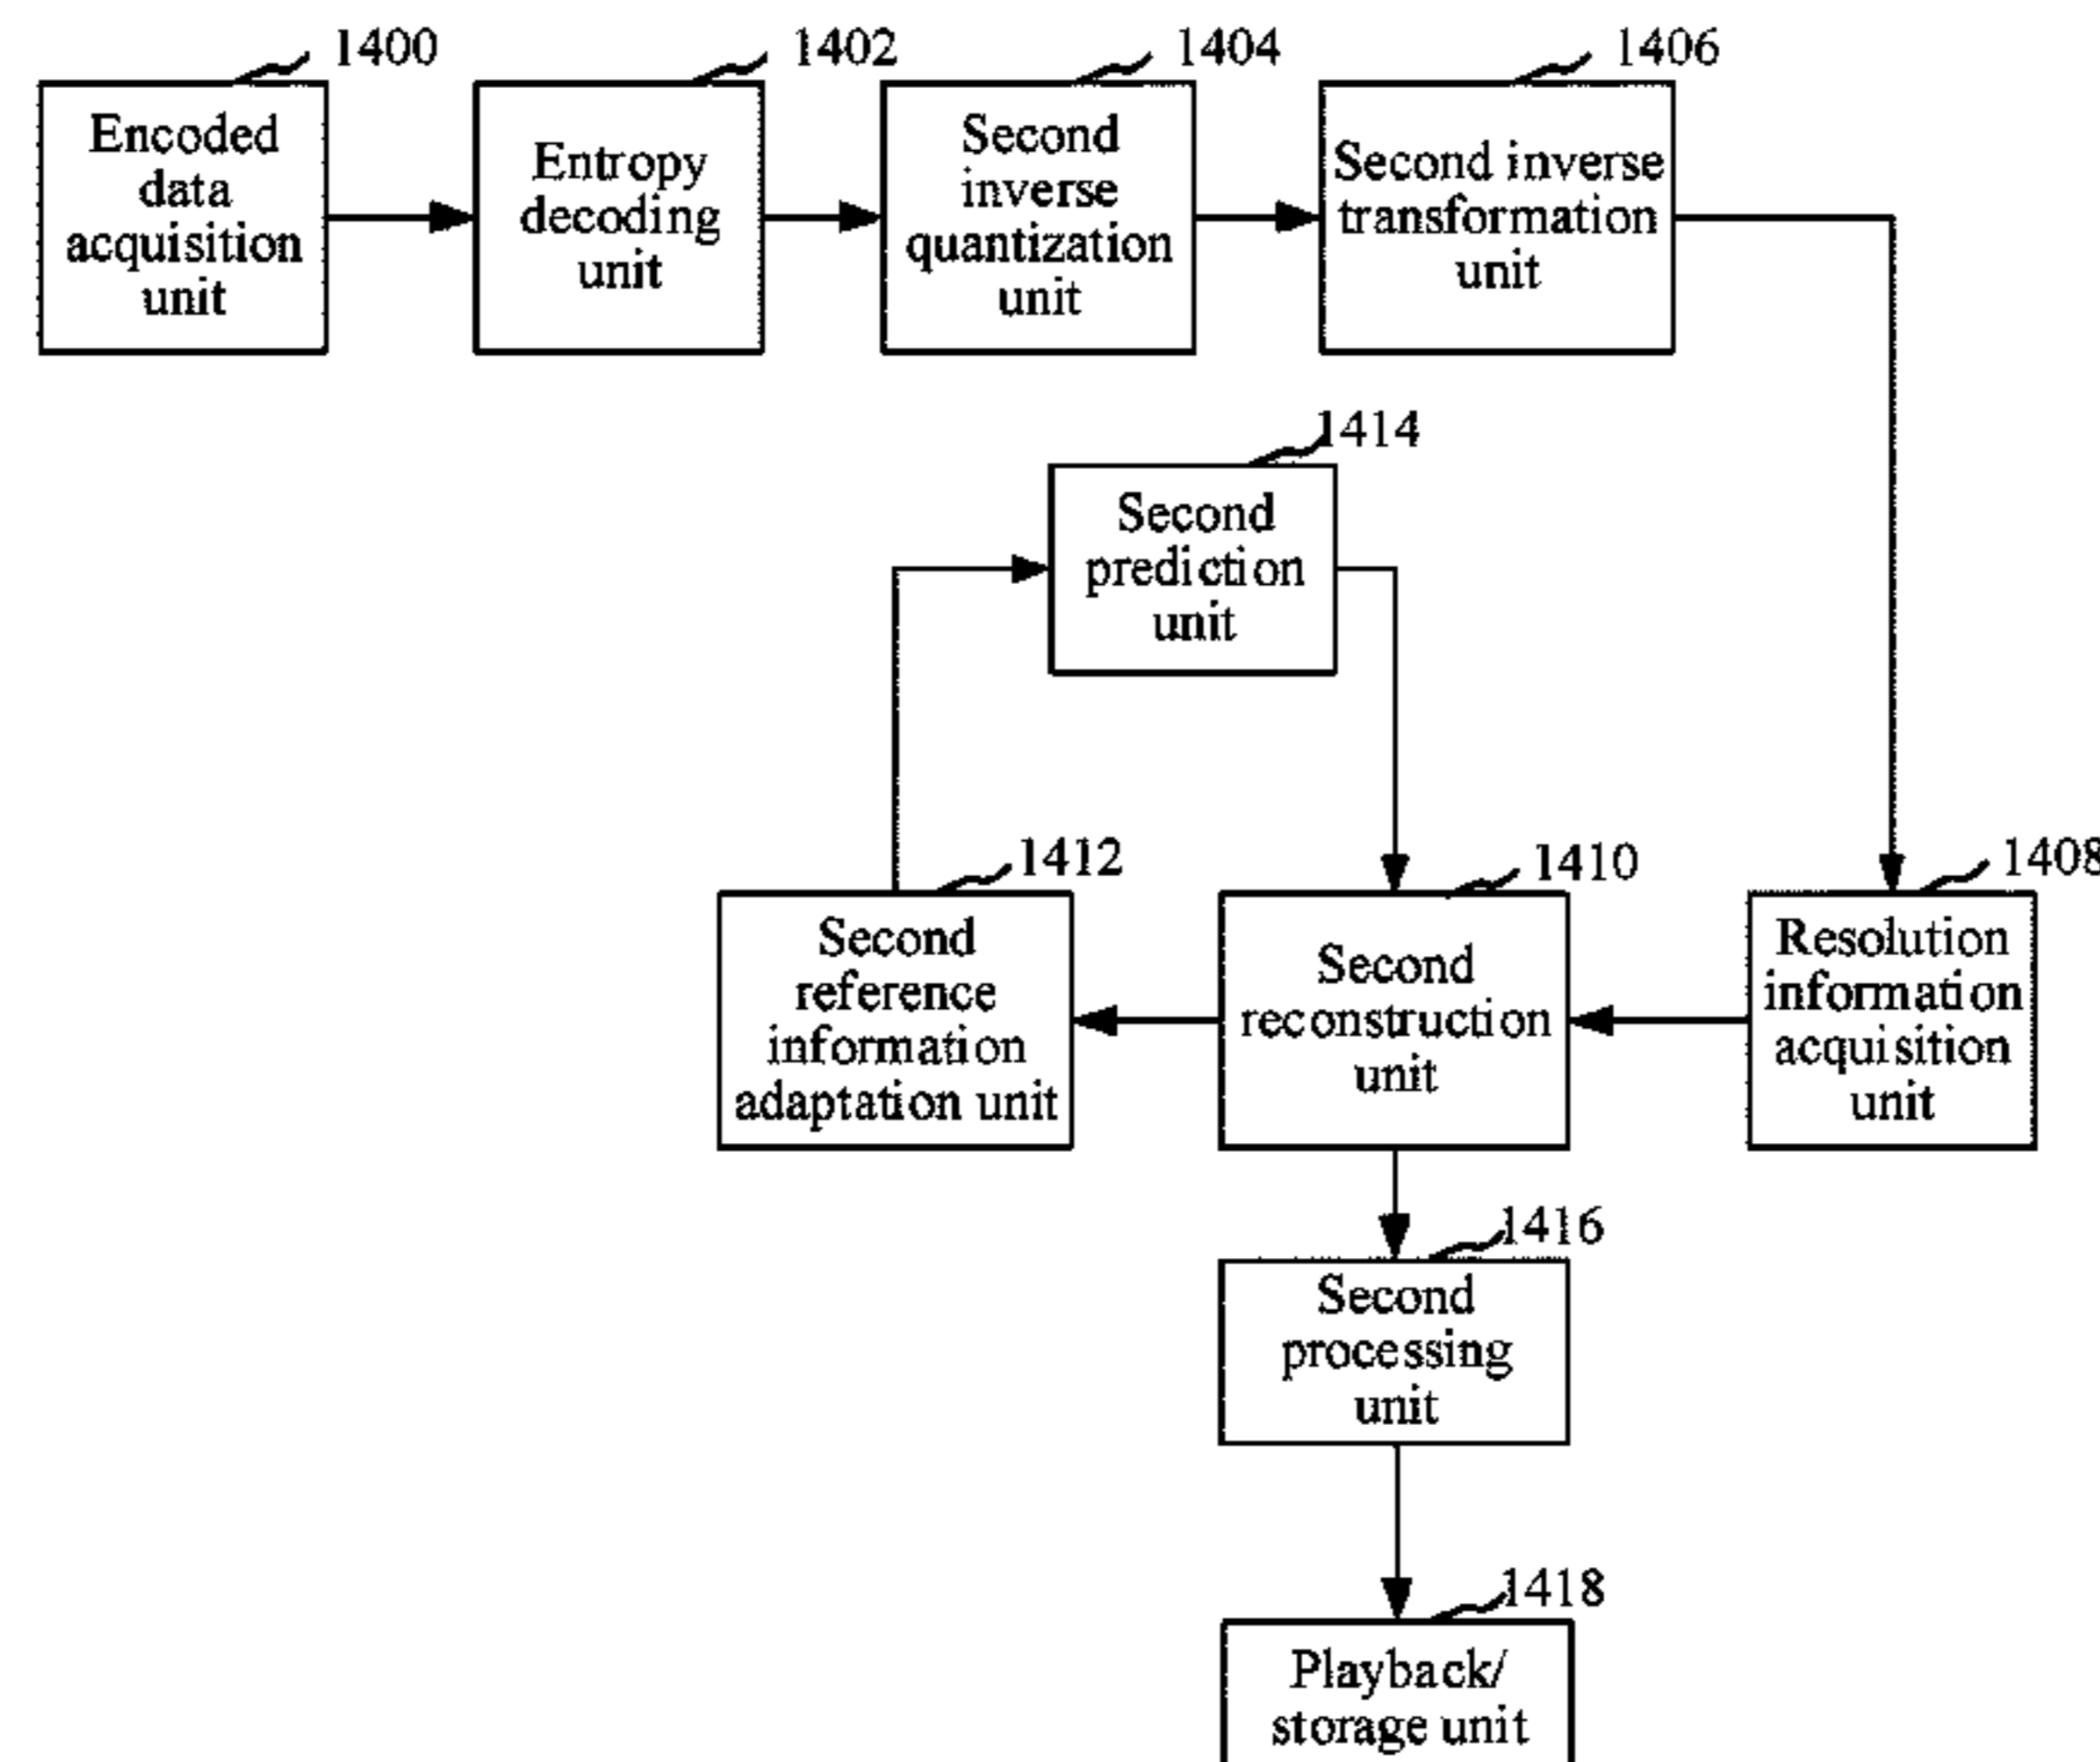 1400
1402
1404
1406
Encoded
data
acquisition
unit
Entropy
decoding
unit
Second
inverse
quantization
unit
Second inverse
transformation
unit
1414
Second
prediction
unit
1412
1410
1408
Second
reference
information
adaptation unit
Second
reconstruction
unit
Resolution
information
acquisition
unit
1416
Second
processing
unit
1418
Playback/
storage unit